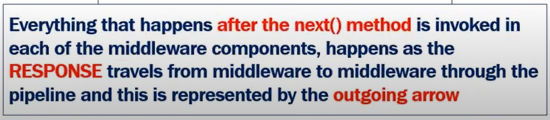 Everything that happens after the next() method is invoked in
each of the middleware components, happens as the
RESPONSE travels from middleware to middleware through the
pipeline and this is represented by the outgoing arrow